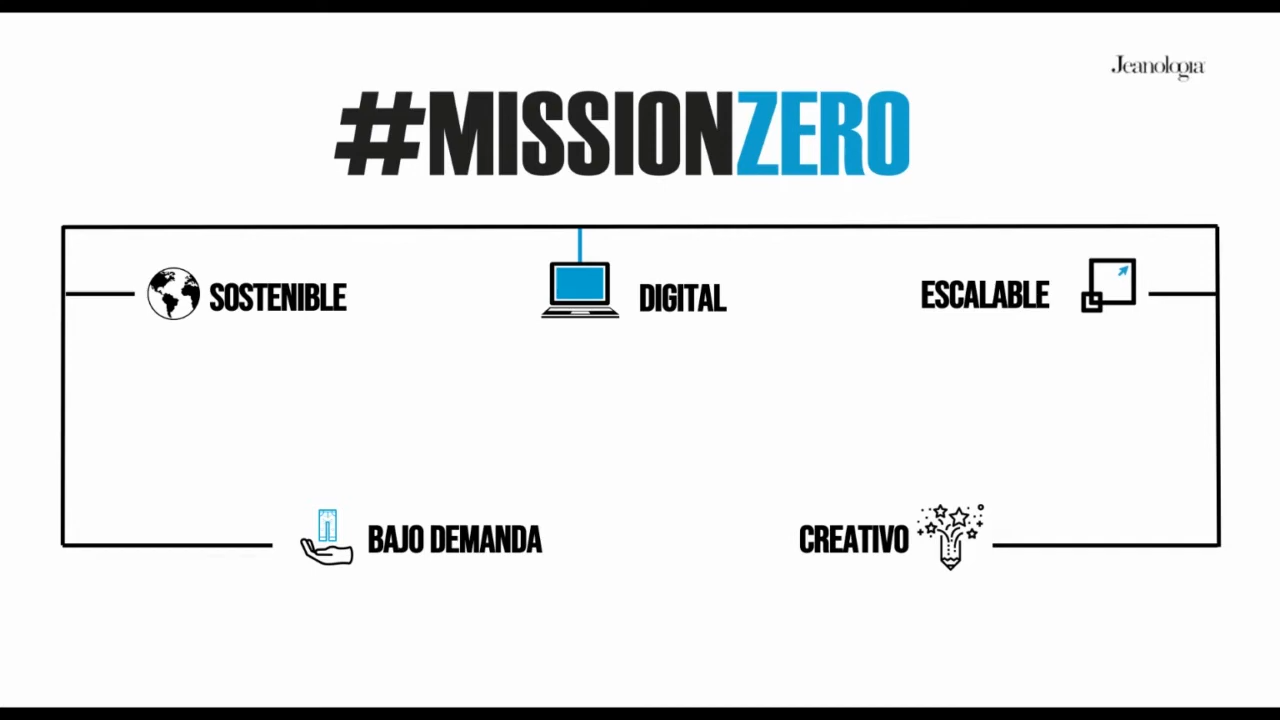 Jeanologia
#MISSIONZERO
SOSTENIBLE
DIGITAL
ESCALABLE
BAJO DEMANDA
CREATIVO